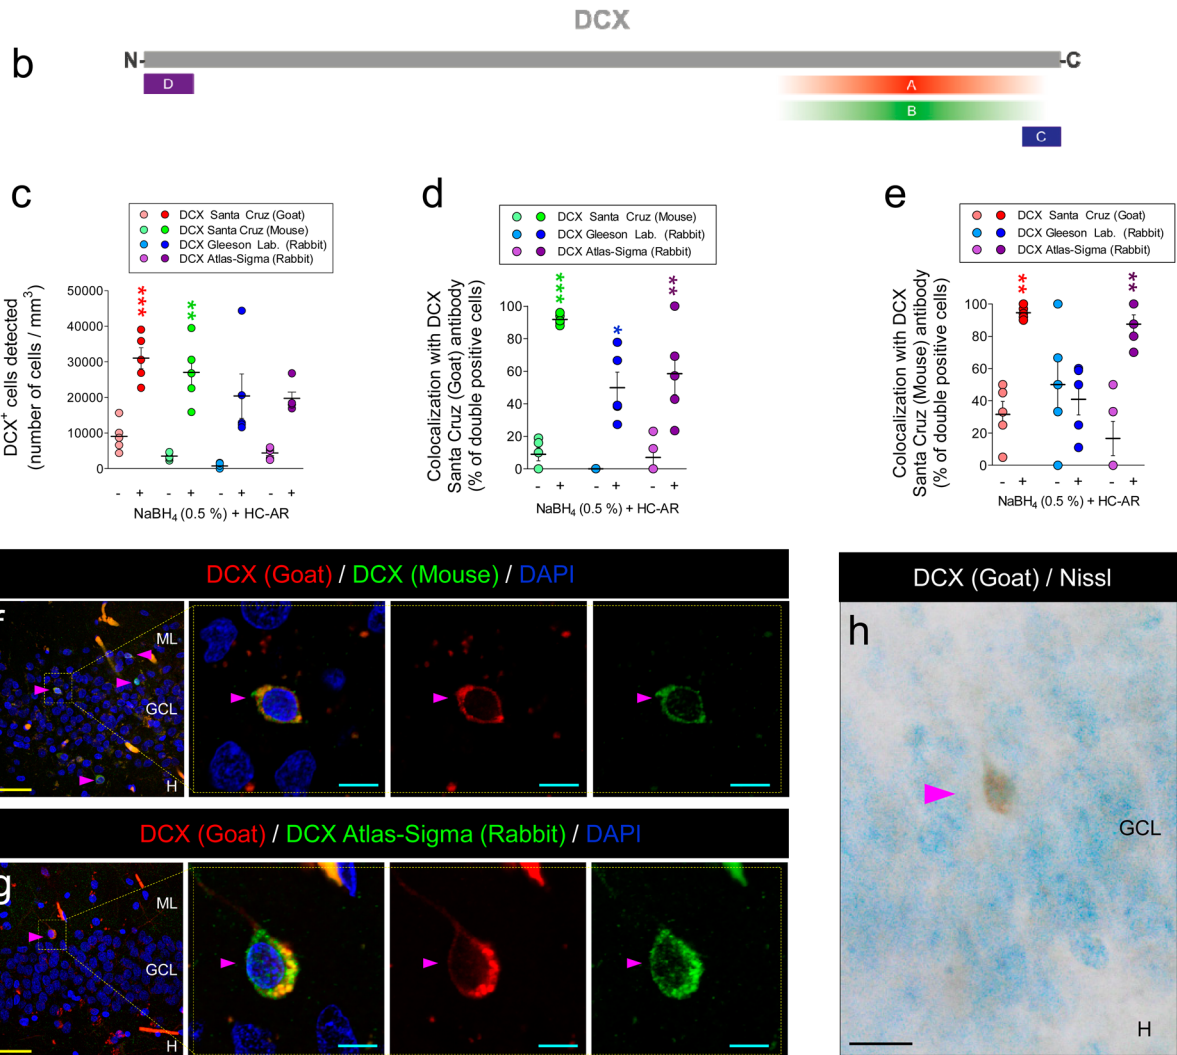 DCX
b
N-
-C
D
A
B
C
c
DCX Santa Cruz (Goat)
DCX Santa Cruz (Mouse)
DCX Gleeson Lab. (Rabbit)
DCX Atlas-Sigma (Rabbit)
DCX+ cells detected
(number of cells / mm3)
50000
40000
30000
20000
10000
0
***
**
- + - + - + - +
NaBH4 (0.5 %) + HC-AR
d
DCX Santa Cruz (Mouse)
DCX Gleeson Lab. (Rabbit)
DCX Atlas-Sigma (Rabbit)
Colocalization with DCX
Santa Cruz (Goat) antibody
(% of double positive cells)
100
80
60
40
20
0
***
*
**
- + - + - +
NaBH4 (0.5 %) + HC-AR
e
DCX Santa Cruz (Goat)
DCX Gleeson Lab. (Rabbit)
DCX Atlas-Sigma (Rabbit)
Colocalization with DCX
Santa Cruz (Mouse) antibody
(% of double positive cells)
100
80
60
40
20
0
**
**
- + - + - +
NaBH4 (0.5 %) + HC-AR
DCX (Goat) / DCX (Mouse) / DAPI
f
ML
GCL
H
DCX (Goat) / DCX Atlas-Sigma (Rabbit) / DAPI
g
ML
GCL
H
DCX (Goat) / Nissl
h
GCL
H